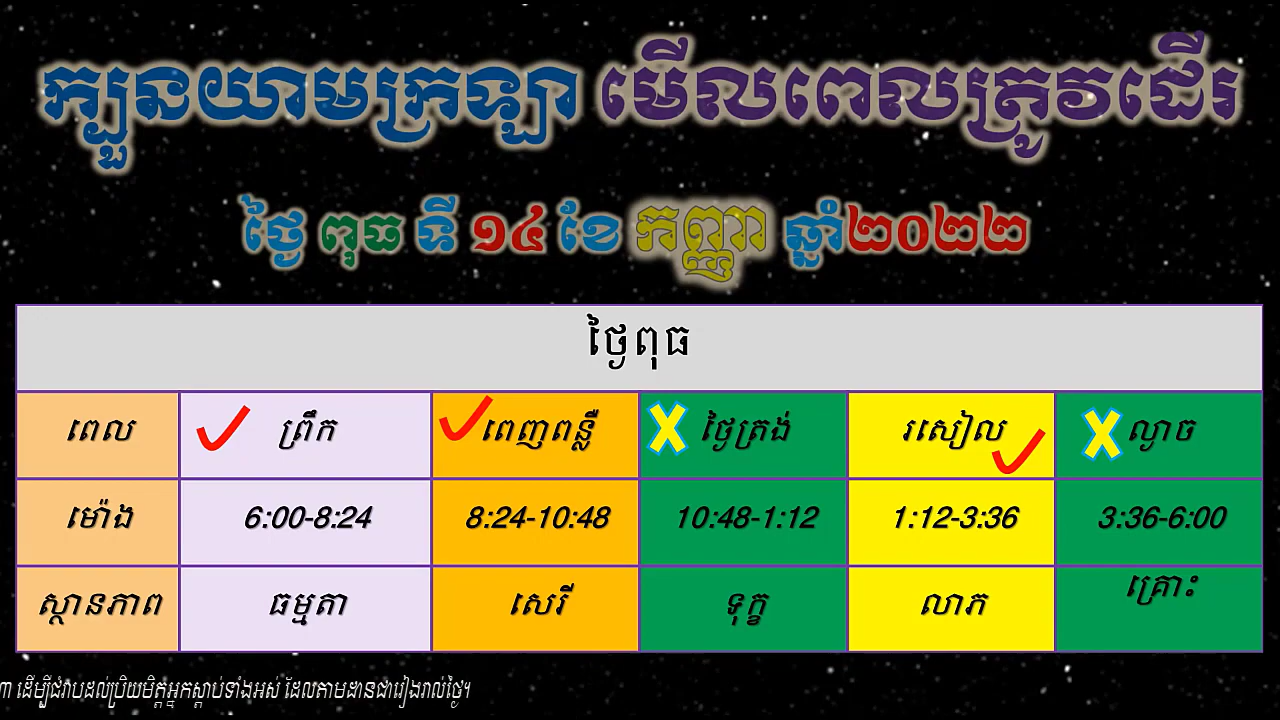 ក្បួនយាមក្រឡា មើលពេលត្រូវដើរ
ថ្ងៃ ពុធ ទី ១៤ ខែ កញ្ញា ឆ្នាំ២០២២
ថ្ងៃពុធ
ពេល ព្រឹក ពេញពន្លឺ ថ្ងៃត្រង់ រសៀល ល្ងាច
ម៉ោង 6:00-8:24 8:24-10:48 10:48-1:12 1:12-3:36 3:36-6:00
ស្ថានភាព ធម្មតា សេរី ទុក្ខ លាភ គ្រោះ
៣ ដើម្បីជំរាបដល់ប្រិយមិត្តអ្នកស្តាប់ទាំងអស់ ដែលតាមដានជារៀងរាល់ថ្ងៃ។